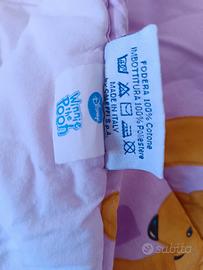 FODERA 100% Cotone
IMBOTTITURA 100% Poliestere
MADE IN ITALY
Disney
Winnie
the
Pooh
subito